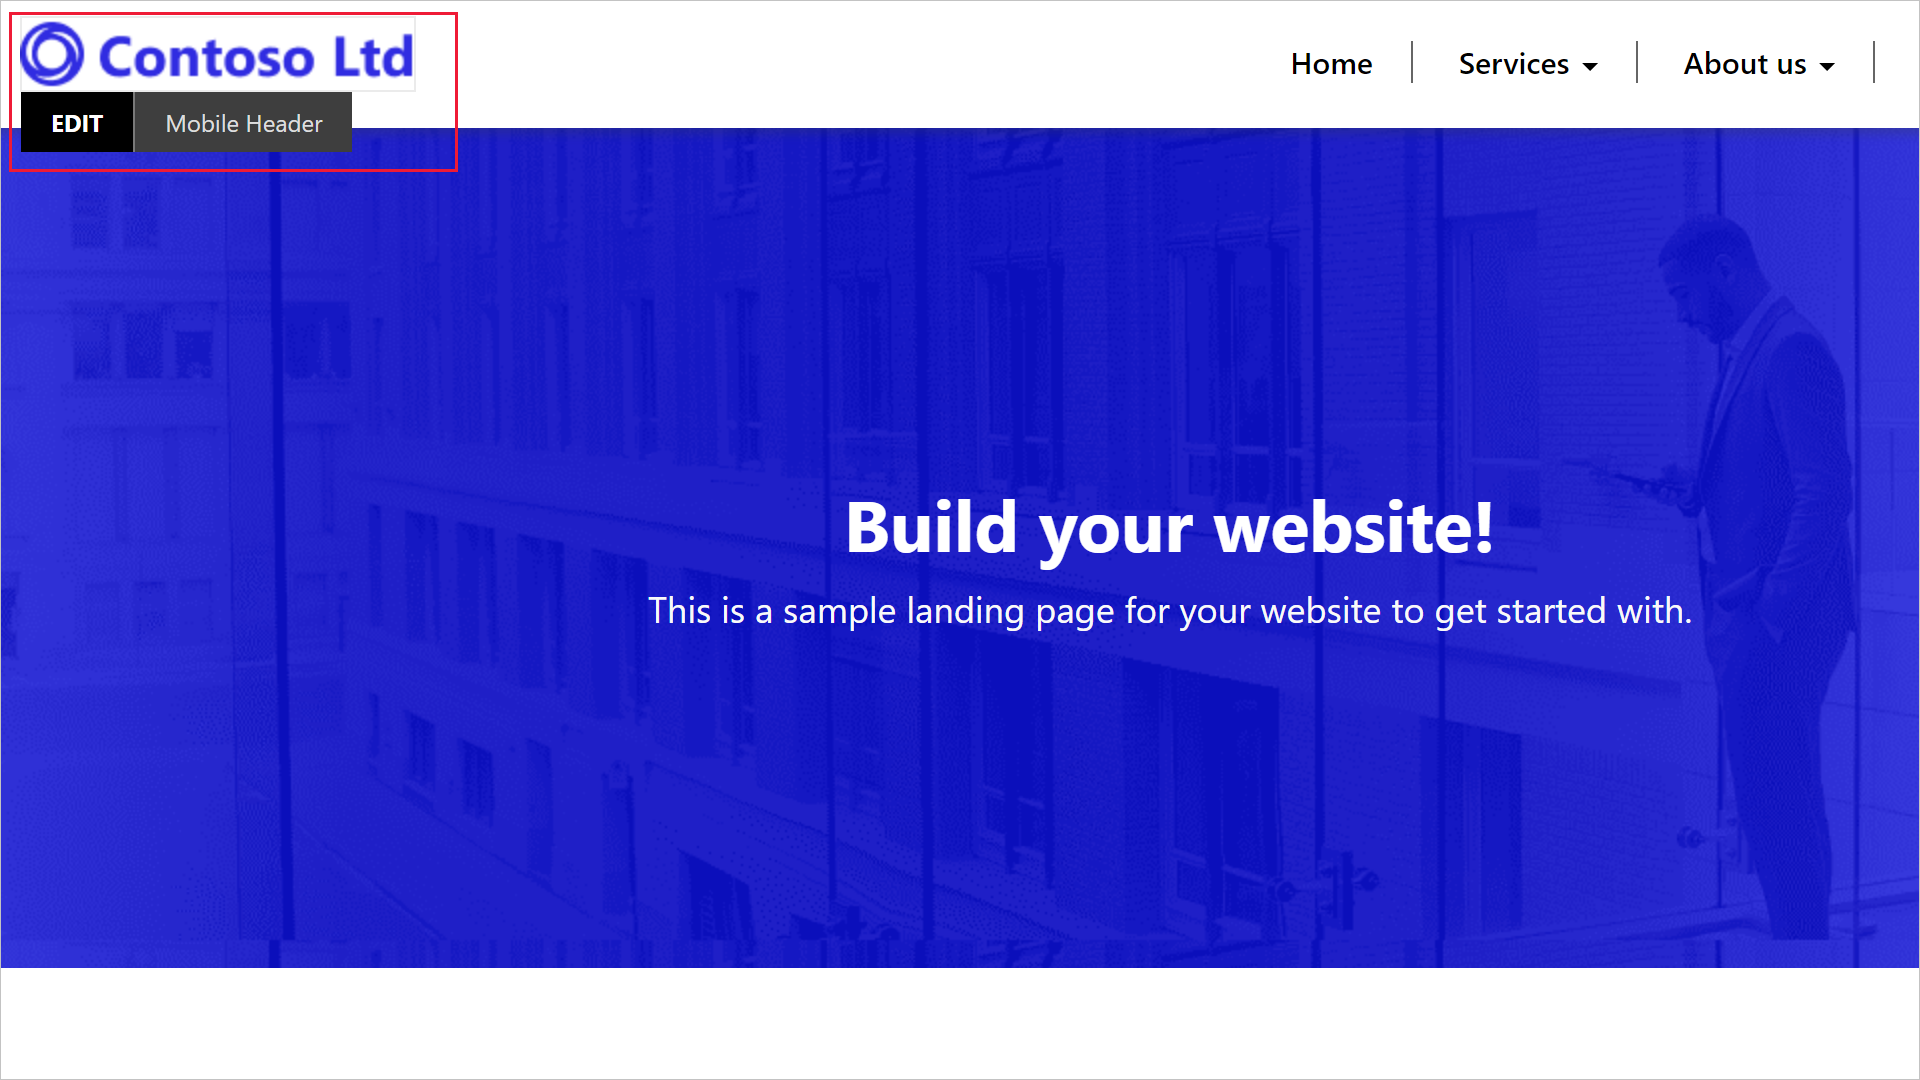 Contoso Ltd
EDIT Mobile Header
Home Services About us
Build your website!
This is a sample landing page for your website to get started with.